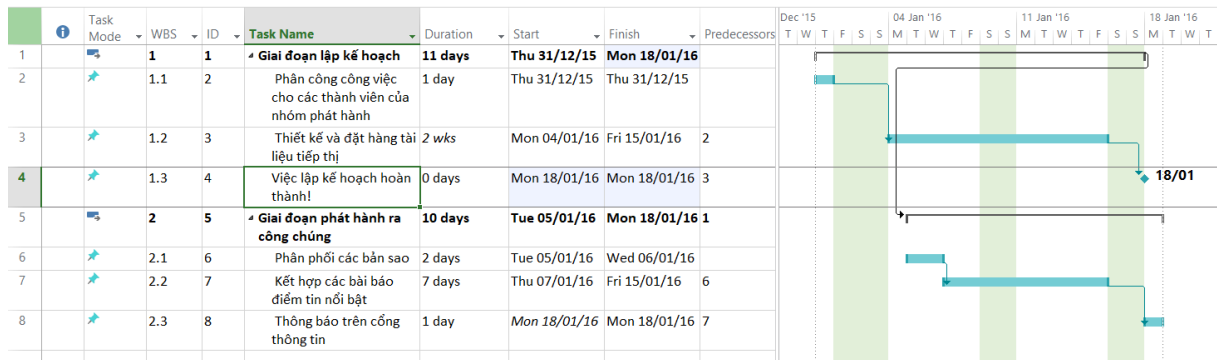 Task Mode WBS ID Task Name Duration Start Finish Predecessors
Dec '15 04 Jan '16 11 Jan '16 18 Jan '16
T W T F S S M T W T F S S M T W T F S S M T W T
1 1 1 Giai đoạn lập kế hoạch 11 days Thu 31/12/15 Mon 18/01/16
2 1.1 2 Phân công công việc 1 day Thu 31/12/15 Thu 31/12/15
cho các thành viên của
nhóm phát hành
3 1.2 3 Thiết kế và đặt hàng tài 2 wks Mon 04/01/16 Fri 15/01/16 2
liệu tiếp thị
4 1.3 4 Việc lập kế hoạch hoàn 0 days Mon 18/01/16 Mon 18/01/16 3 18/01
thành!
5 2 5 Giai đoạn phát hành ra 10 days Tue 05/01/16 Mon 18/01/16 1
công chúng
6 2.1 6 Phân phối các bản sao 2 days Tue 05/01/16 Wed 06/01/16
7 2.2 7 Kết hợp các bài báo 7 days Thu 07/01/16 Fri 15/01/16 6
điểm tin nổi bật
8 2.3 8 Thông báo trên cổng 1 day Mon 18/01/16 Mon 18/01/16 7
thông tin